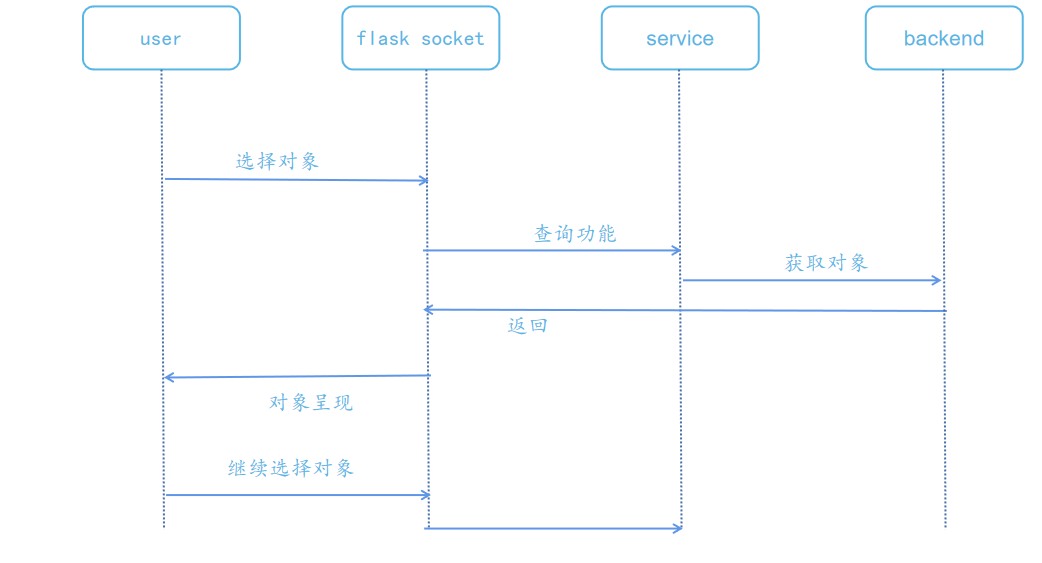 user
flask socket
service
backend
选择对象
查询功能
获取对象
返回
对象呈现
继续选择对象